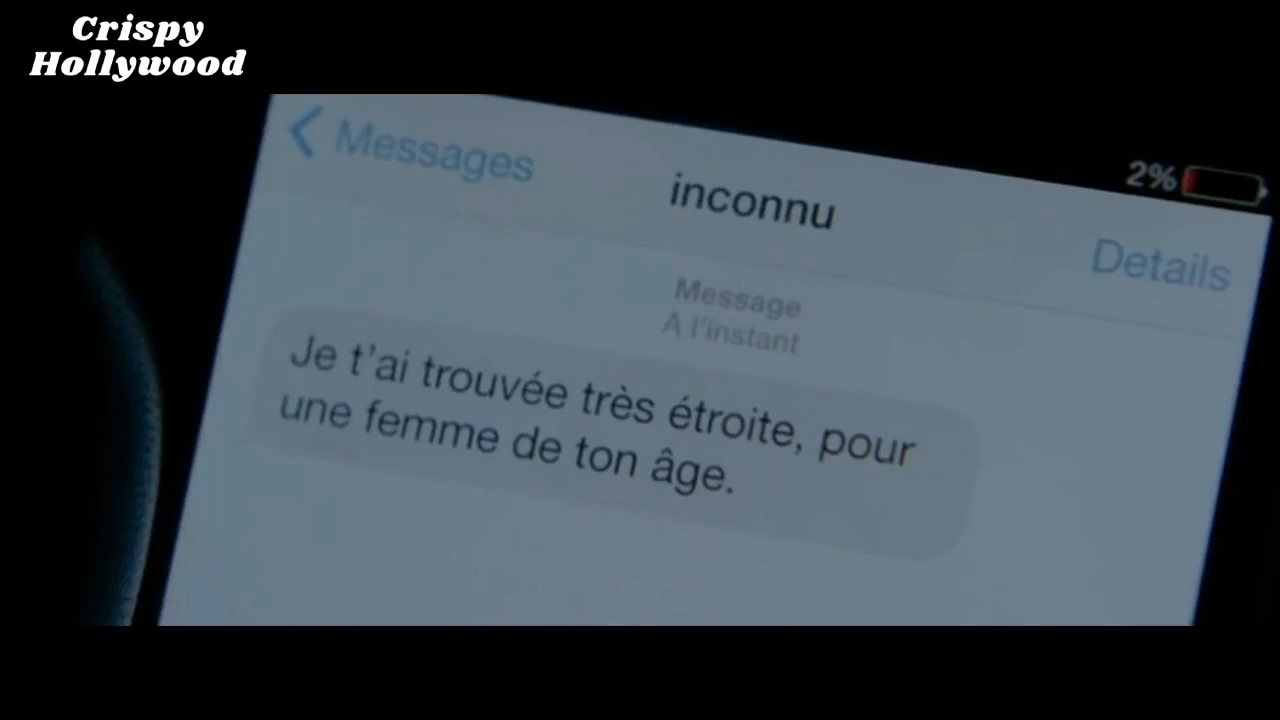 Crispy
Hollywood
Messages
inconnu
2%
Details
Message
A l'instant
Je t'ai trouvée très étroite, pour
une femme de ton âge.